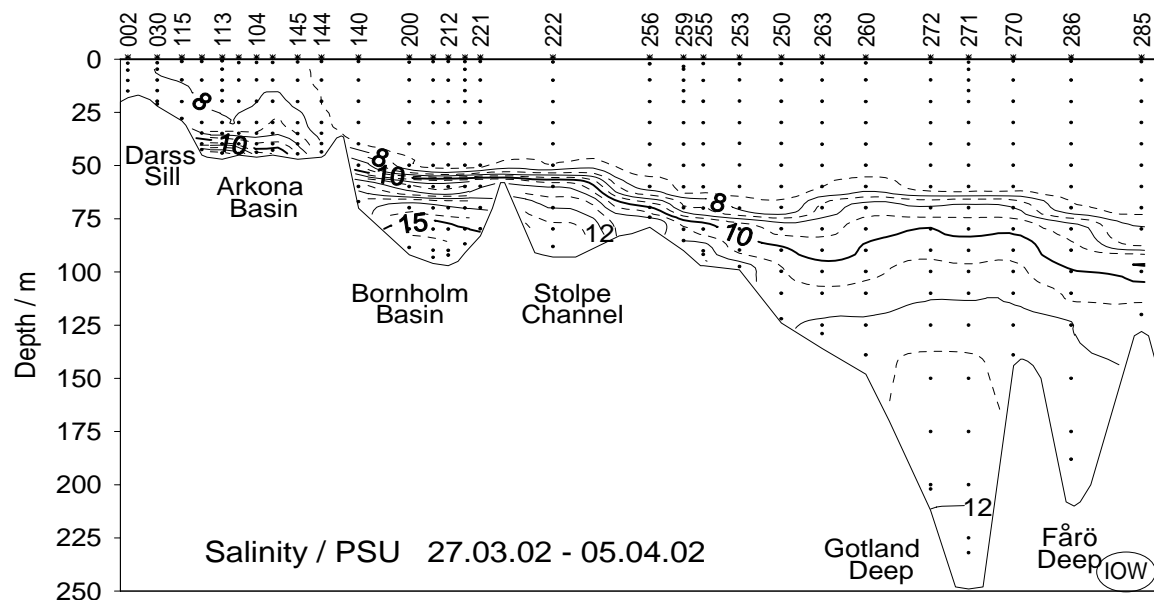 002 030 115 113 104 145 144 140 200 212 221 222 256 259 255 253 250 263 260 272 271 270 286 285
0
25
50
75
100
125
150
175
200
225
250
Depth / m
8
10
8
10
15
12
8
10
12
Darss
Sill
Arkona
Basin
Bornholm
Basin
Stolpe
Channel
Gotland
Deep
Fårö
Deep
IOW
Salinity / PSU 27.03.02 - 05.04.02